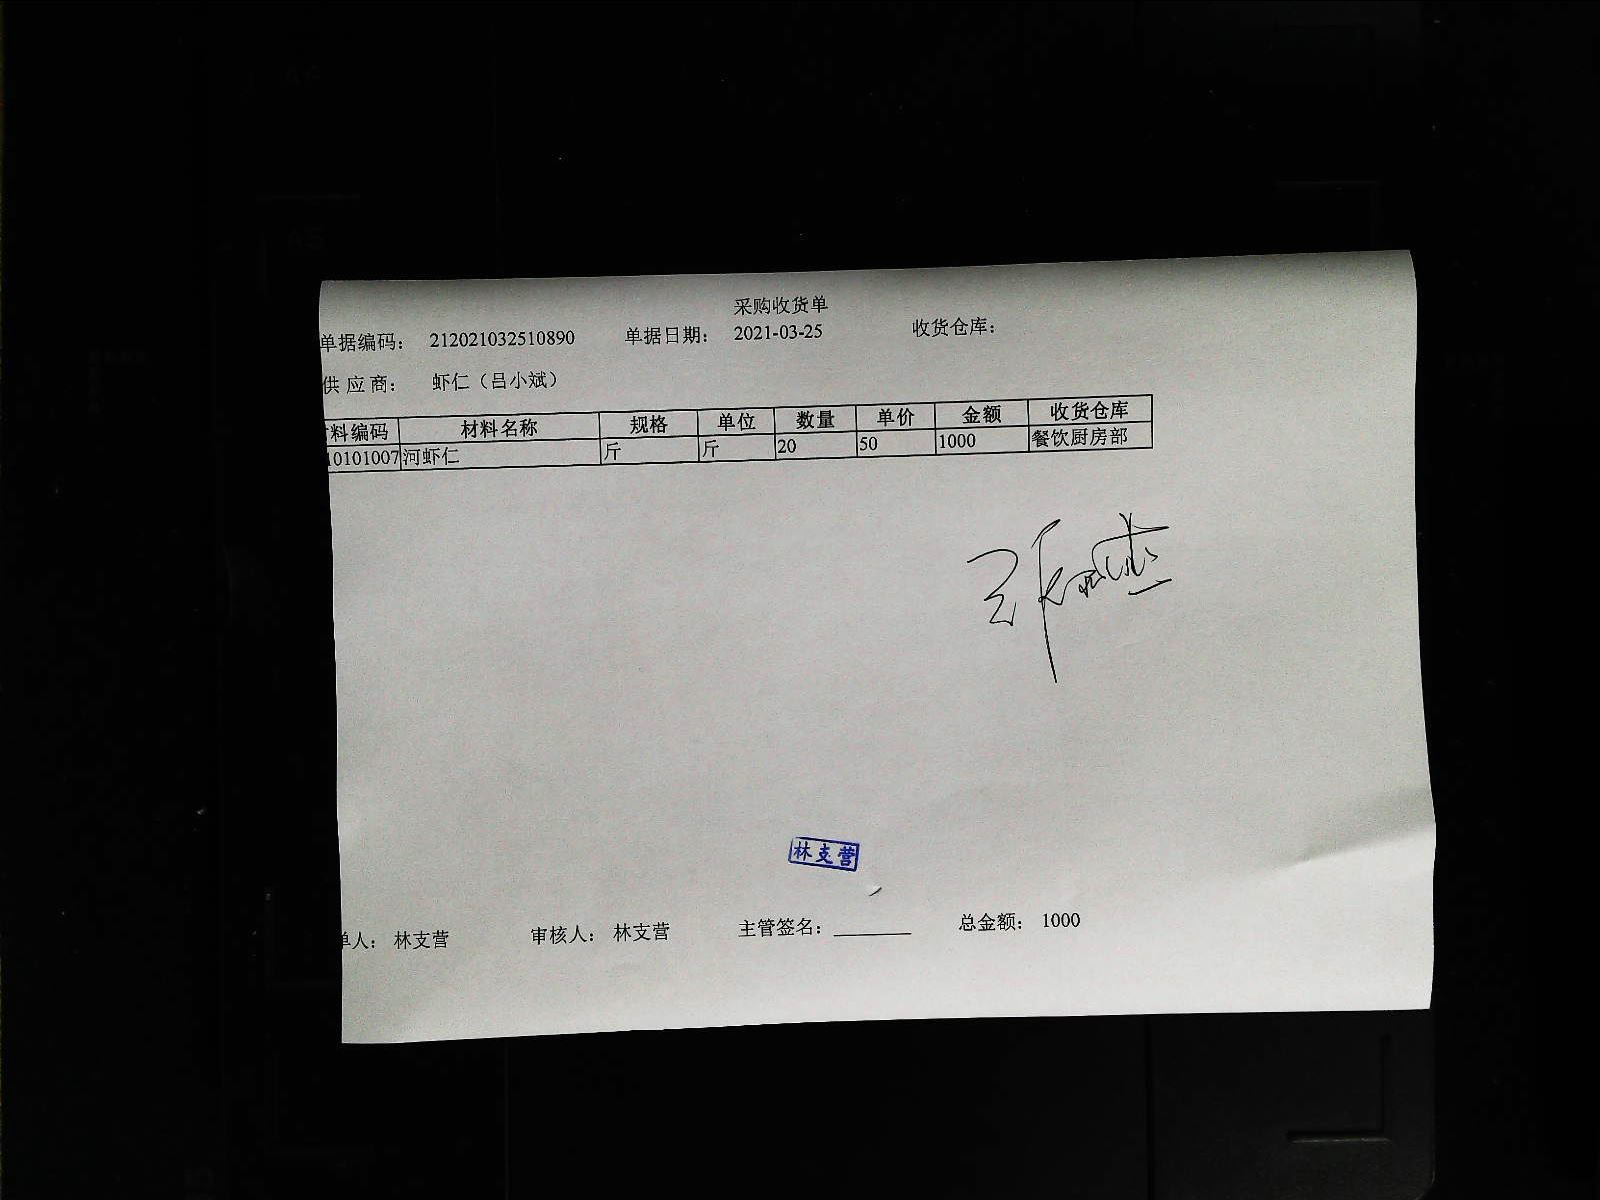 采购收货单
单据编码: 212021032510890 单据日期: 2021-03-25 收货仓库:
供应商: 虾仁（吕小斌）
料编码 材料名称 规格 单位 数量 单价 金额 收货仓库
10101007 河虾仁 斤 斤 20 50 1000 餐饮厨房部
林支营
单人: 林支营 审核人: 林支营 主管签名:________ 总金额: 1000